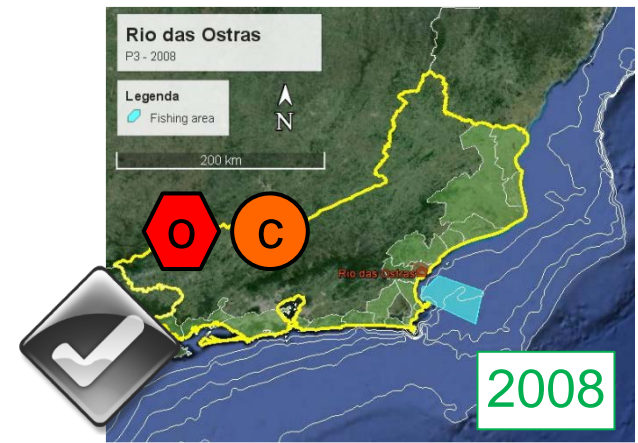 Rio das Ostras
P3 - 2008
Legenda
Fishing area
N
200 km
O C
Rio das Ostras
2008